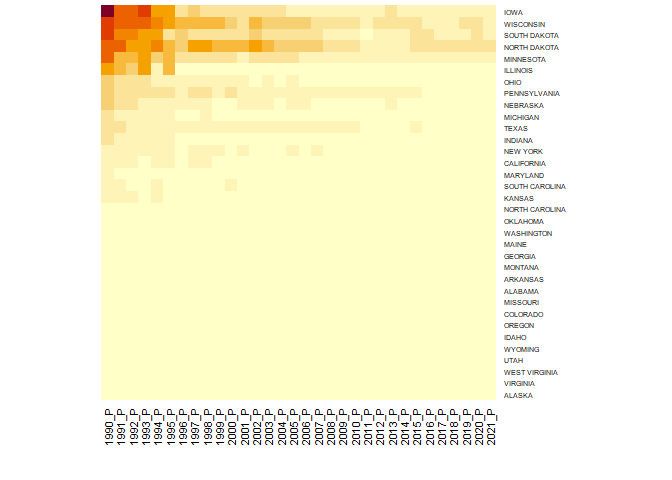 IOWA
WISCONSIN
SOUTH DAKOTA
NORTH DAKOTA
MINNESOTA
ILLINOIS
OHIO
PENNSYLVANIA
NEBRASKA
MICHIGAN
TEXAS
INDIANA
NEW YORK
CALIFORNIA
MARYLAND
SOUTH CAROLINA
KANSAS
NORTH CAROLINA
OKLAHOMA
WASHINGTON
MAINE
GEORGIA
MONTANA
ARKANSAS
ALABAMA
MISSOURI
COLORADO
OREGON
IDAHO
WYOMING
UTAH
WEST VIRGINIA
VIRGINIA
ALASKA
1990_P
1991_P
1992_P
1993_P
1994_P
1995_P
1996_P
1997_P
1998_P
1999_P
2000_P
2001_P
2002_P
2003_P
2004_P
2005_P
2006_P
2007_P
2008_P
2009_P
2010_P
2011_P
2012_P
2013_P
2014_P
2015_P
2016_P
2017_P
2018_P
2019_P
2020_P
2021_P